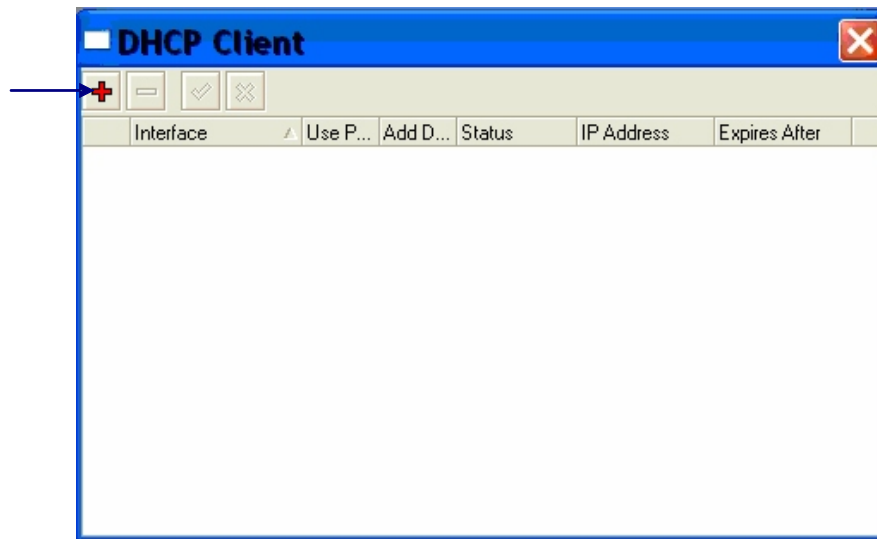 DHCP Client
Interface Use P... Add D... Status IP Address Expires After